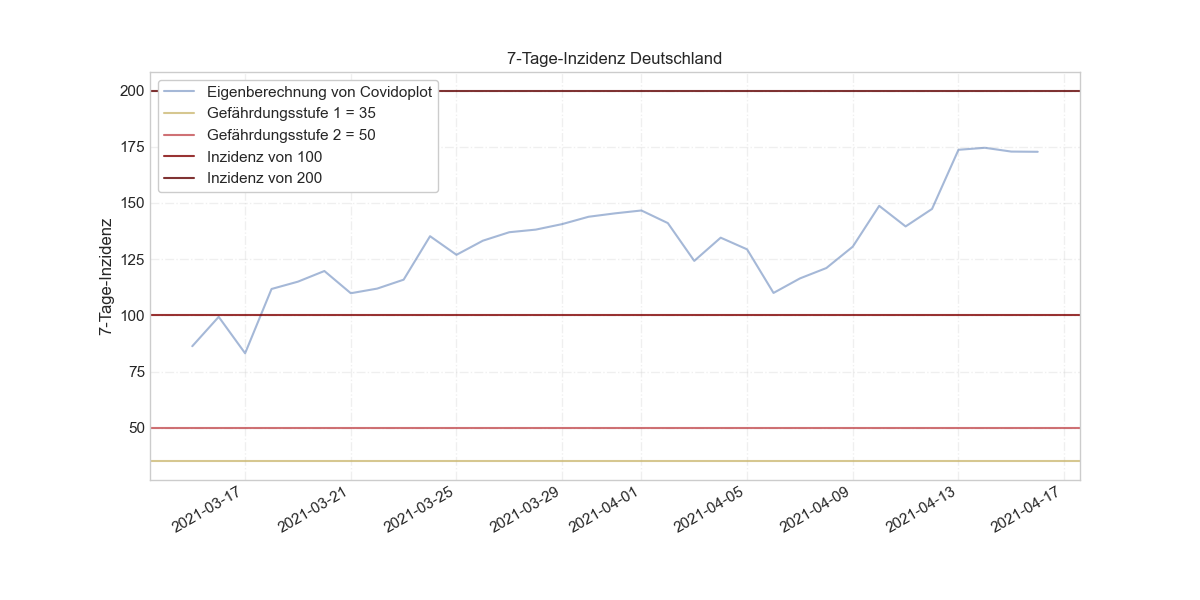 7-Tage-Inzidenz Deutschland
200
175
150
125
100
75
50
7-Tage-Inzidenz
Eigenberechnung von Covidoplot
Gefährdungsstufe 1 = 35
Gefährdungsstufe 2 = 50
Inzidenz von 100
Inzidenz von 200
2021-03-17
2021-03-21
2021-03-25
2021-03-29
2021-04-01
2021-04-05
2021-04-09
2021-04-13
2021-04-17